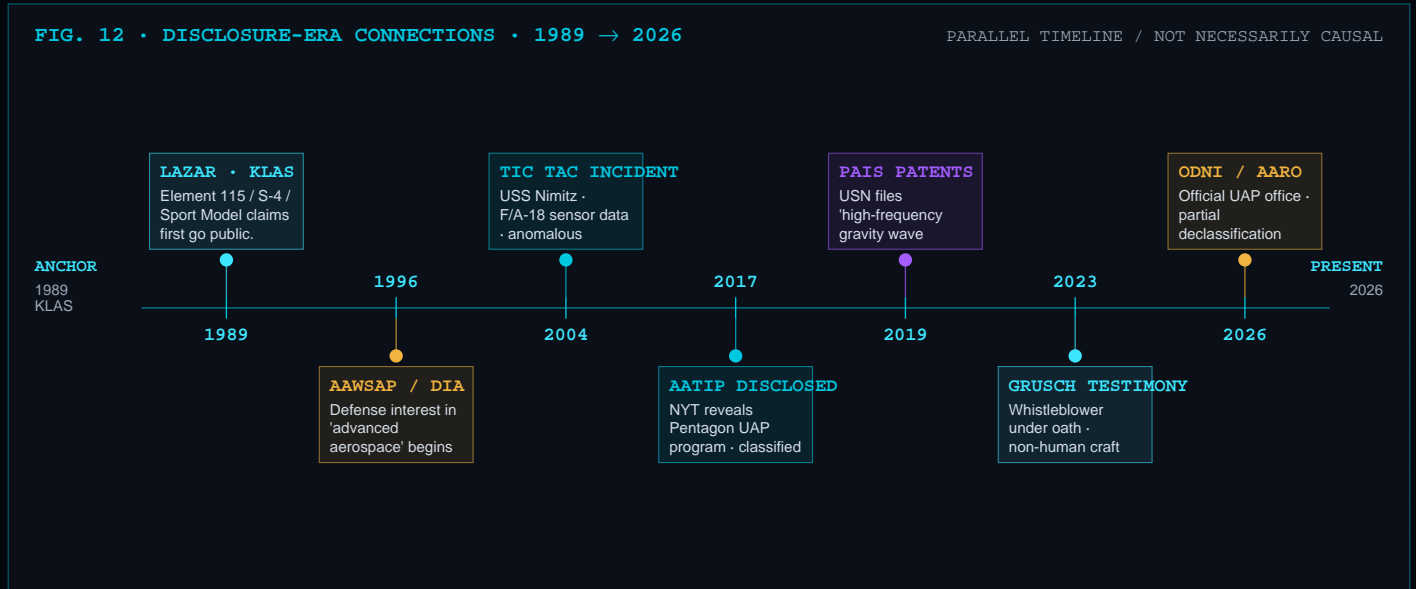 FIG. 12 · DISCLOSURE-ERA CONNECTIONS · 1989 → 2026
PARALLEL TIMELINE / NOT NECESSARILY CAUSAL
LAZAR · KLAS
Element 115 / S-4 /
Sport Model claims
first go public.
TIC TAC INCIDENT
USS Nimitz ·
F/A-18 sensor data
· anomalous
PAIS PATENTS
USN files
'high-frequency
gravity wave
ODNI / AARO
Official UAP office ·
partial
declassification
ANCHOR
1989
KLAS
PRESENT
2026
1996
2017
2023
1989
2004
2019
2026
AAWSAP / DIA
Defense interest in
'advanced
aerospace' begins
AATIP DISCLOSED
NYT reveals
Pentagon UAP
program · classified
GRUSCH TESTIMONY
Whistleblower
under oath ·
non-human craft